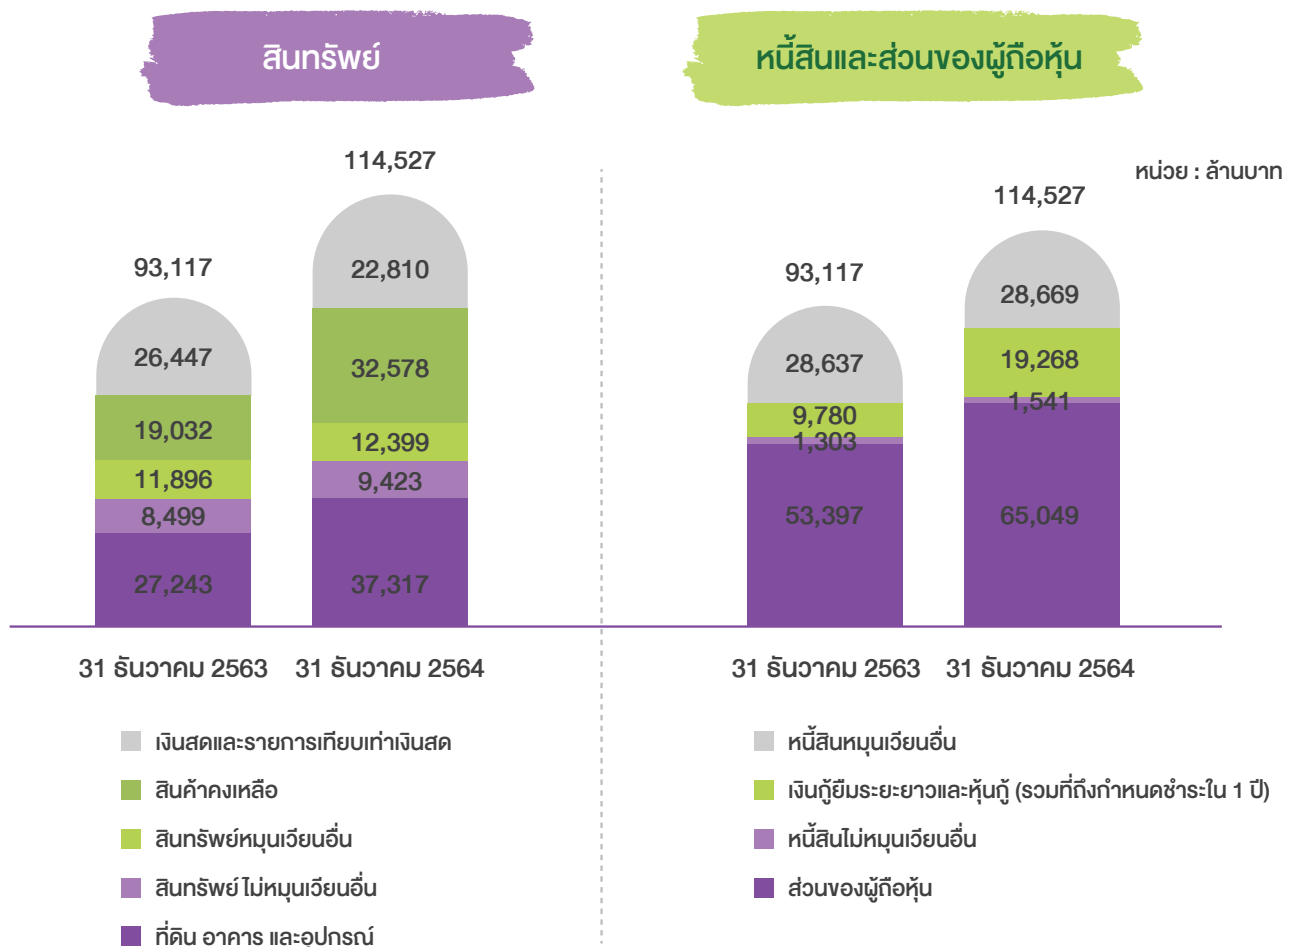 สินทรัพย์
หนี้สินและส่วนของผู้ถือหุ้น
หน่วย : ล้านบาท
93,117
26,447
19,032
11,896
8,499
27,243
114,527
22,810
32,578
12,399
9,423
37,317
31 ธันวาคม 2563
31 ธันวาคม 2564
เงินสดและรายการเทียบเท่าเงินสด
สินค้าคงเหลือ
สินทรัพย์หมุนเวียนอื่น
สินทรัพย์ไม่หมุนเวียนอื่น
ที่ดิน อาคาร และอุปกรณ์
93,117
28,637
9,780
1,303
53,397
114,527
28,669
19,268
1,541
65,049
31 ธันวาคม 2563
31 ธันวาคม 2564
หนี้สินหมุนเวียนอื่น
เงินกู้ยืมระยะยาวและหุ้นกู้ (รวมที่ถึงกำหนดชำระใน 1 ปี)
หนี้สินไม่หมุนเวียนอื่น
ส่วนของผู้ถือหุ้น